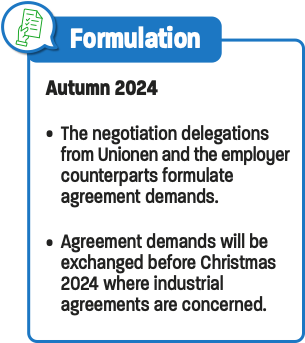 Formulation
Autumn 2024
• The negotiation delegations
from Unionen and the employer
counterparts formulate
agreement demands.
• Agreement demands will be
exchanged before Christmas
2024 where industrial
agreements are concerned.